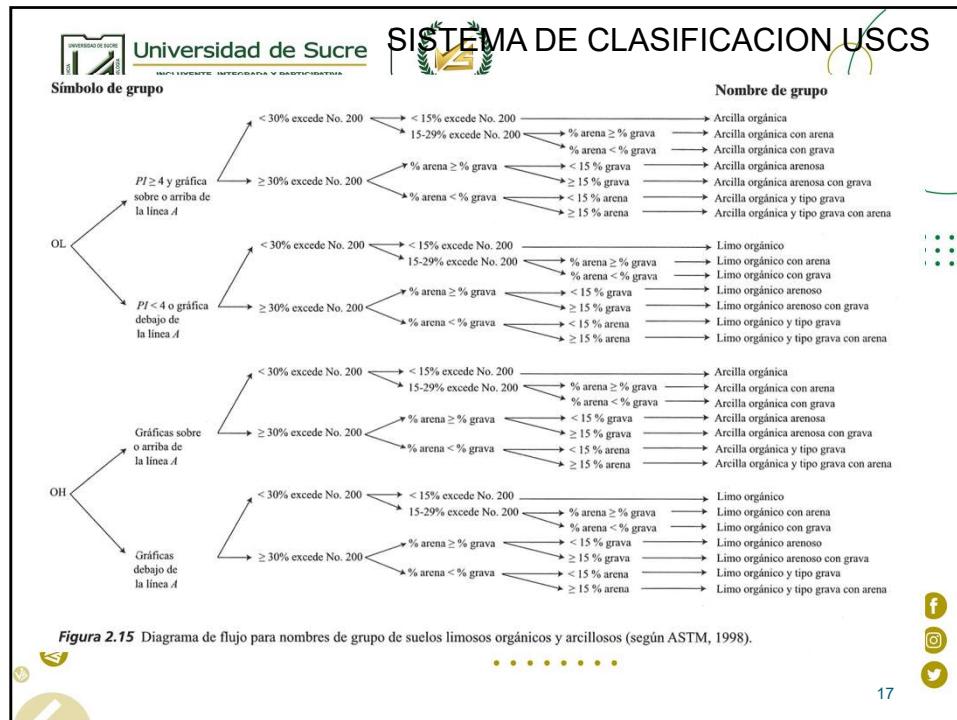 SISTEMA DE CLASIFICACION USCS
UNIVERSIDAD DE SUCRE
Universidad de Sucre
INCLUYENTE, INTEGRADA Y PARTICIPATIVA
Símbolo de grupo
Nombre de grupo
< 30% excede No. 200 < 15% excede No. 200 Arcilla orgánica
15-29% excede No. 200 % arena ≥ % grava Arcilla orgánica con arena
% arena < % grava Arcilla orgánica con grava
PI ≥ 4 y gráfica
sobre o arriba de
la línea A
≥ 30% excede No. 200 % arena ≥ % grava < 15 % grava Arcilla orgánica arenosa
≥ 15 % grava Arcilla orgánica arenosa con grava
% arena < % grava < 15 % arena Arcilla orgánica y tipo grava
≥ 15 % arena Arcilla orgánica y tipo grava con arena
OL
< 30% excede No. 200 < 15% excede No. 200 Limo orgánico
15-29% excede No. 200 % arena ≥ % grava Limo orgánico con arena
% arena < % grava Limo orgánico con grava
PI < 4 o gráfica
debajo de
la línea A
≥ 30% excede No. 200 % arena ≥ % grava < 15 % grava Limo orgánico arenoso
≥ 15% grava Limo orgánico arenoso con grava
% arena < % grava < 15 % arena Limo orgánico y tipo grava
≥ 15 % arena Limo orgánico y tipo grava con arena
< 30% excede No. 200 < 15% excede No. 200 Arcilla orgánica
15-29% excede No. 200 % arena ≥ % grava Arcilla orgánica con arena
% arena < % grava Arcilla orgánica con grava
Gráficas sobre
o arriba de
la línea A
≥ 30% excede No. 200 % arena ≥ % grava < 15 % grava Arcilla orgánica arenosa
≥ 15 % grava Arcilla orgánica arenosa con grava
% arena < % grava < 15 % arena Arcilla orgánica y tipo grava
≥ 15 % arena Arcilla orgánica y tipo grava con arena
OH
< 30% excede No. 200 < 15% excede No. 200 Limo orgánico
15-29% excede No. 200 % arena ≥ % grava Limo orgánico con arena
% arena < % grava Limo orgánico con grava
Gráficas
debajo de
la línea A
≥ 30% excede No. 200 % arena ≥ % grava < 15 % grava Limo orgánico arenoso
≥ 15% grava Limo orgánico arenoso con grava
% arena < % grava < 15 % arena Limo orgánico y tipo grava
≥ 15 % arena Limo orgánico y tipo grava con arena
Figura 2.15 Diagrama de flujo para nombres de grupo de suelos limosos orgánicos y arcillosos (según ASTM, 1998).
17